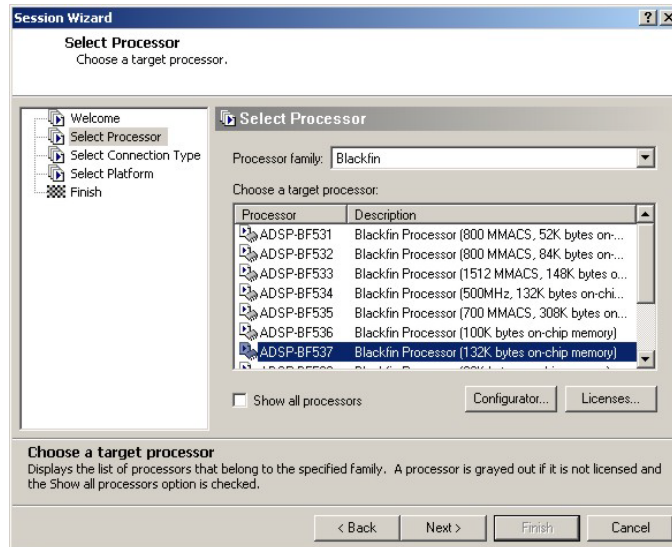 Session Wizard
Select Processor
Choose a target processor.
Welcome
Select Processor
Select Connection Type
Select Platform
Finish
Select Processor
Processor family: Blackfin
Choose a target processor:
Processor Description
ADSP-BF531 Blackfin Processor (800 MMACS, 52K bytes on-...
ADSP-BF532 Blackfin Processor (800 MMACS, 84K bytes on-...
ADSP-BF533 Blackfin Processor (1512 MMACS, 148K bytes o...
ADSP-BF534 Blackfin Processor (500MHz, 132K bytes on-chi...
ADSP-BF535 Blackfin Processor (700 MMACS, 308K bytes on...
ADSP-BF536 Blackfin Processor (100K bytes on-chip memory)
ADSP-BF537 Blackfin Processor (132K bytes on-chip memory)
Show all processors
Configurator... Licenses...
Choose a target processor
Displays the list of processors that belong to the specified family. A processor is grayed out if it is not licensed and
the Show all processors option is checked.
< Back Next > Finish Cancel